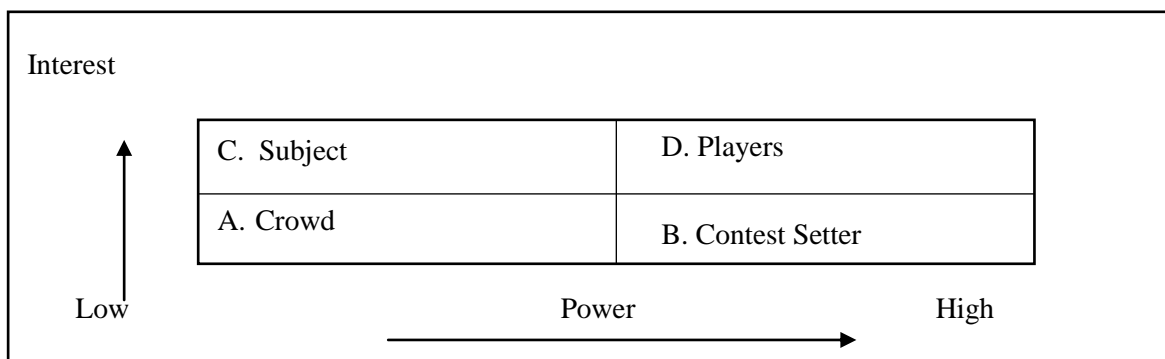 Interest
C. Subject
D. Players
A. Crowd
B. Contest Setter
Low
Power
High